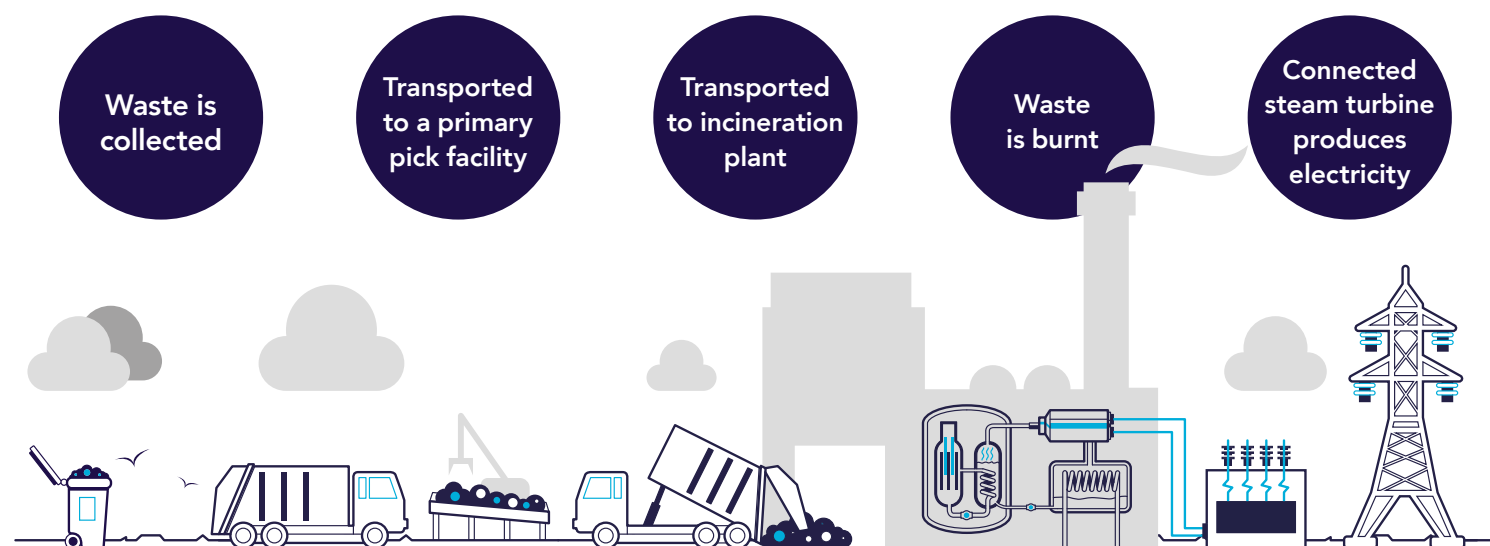 Waste is
collected
Transported
to a primary
pick facility
Transported
to incineration
plant
Waste
is burnt
Connected
steam turbine
produces
electricity